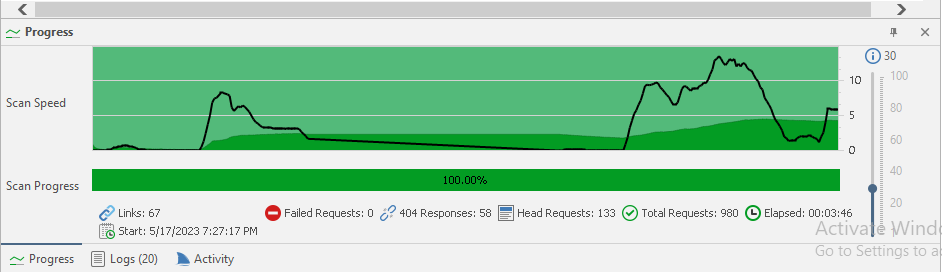 Progress
30
Scan Speed
10
5
0
100
80
60
40
20
1
Scan Progress
100.00%
Links: 67 Failed Requests: 0 404 Responses: 58 Head Requests: 133 Total Requests: 980 Elapsed: 00:03:46
Start: 5/17/2023 7:27:17 PM
Activate Windo
Go to Settings to a
Progress Logs (20) Activity